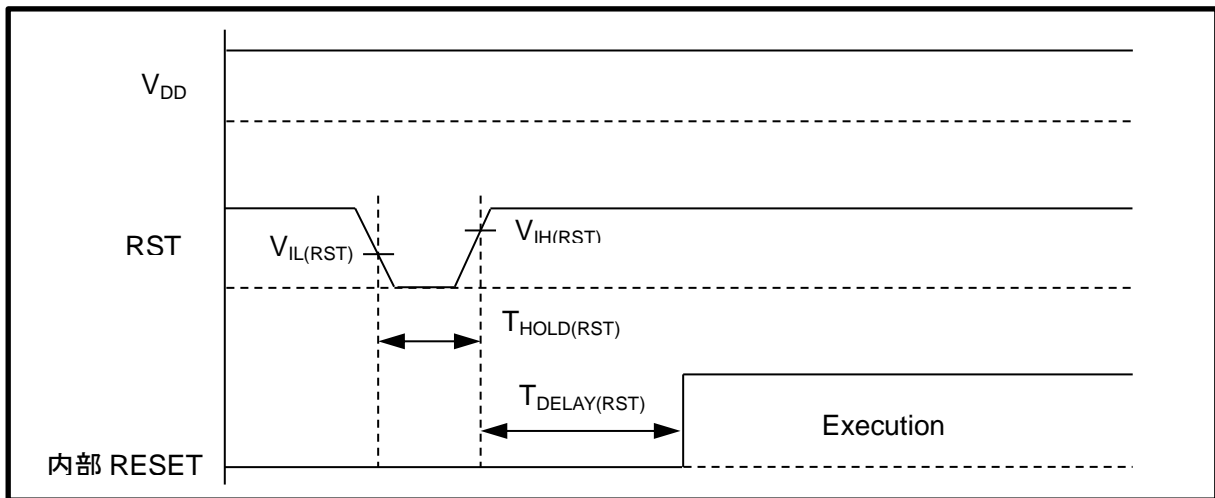 VDD
RST
VIL(RST)
VIH(RST)
THOLD(RST)
TDELAY(RST)
Execution
内部 RESET